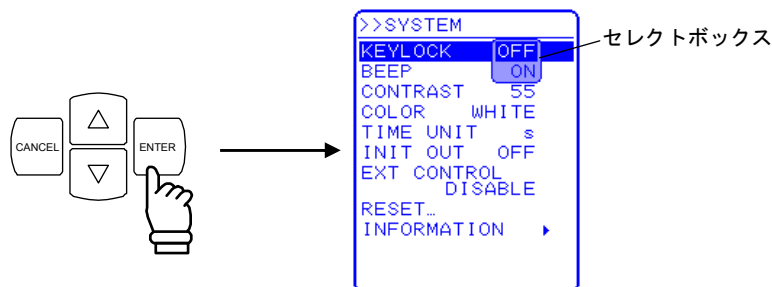 CANCEL
△
▽
ENTER
>>SYSTEM
KEYLOCK OFF
BEEP ON
CONTRAST 55
COLOR WHITE
TIME UNIT s
INIT OUT OFF
EXT CONTROL
DISABLE
RESET…
INFORMATION ▸
セレクトボックス